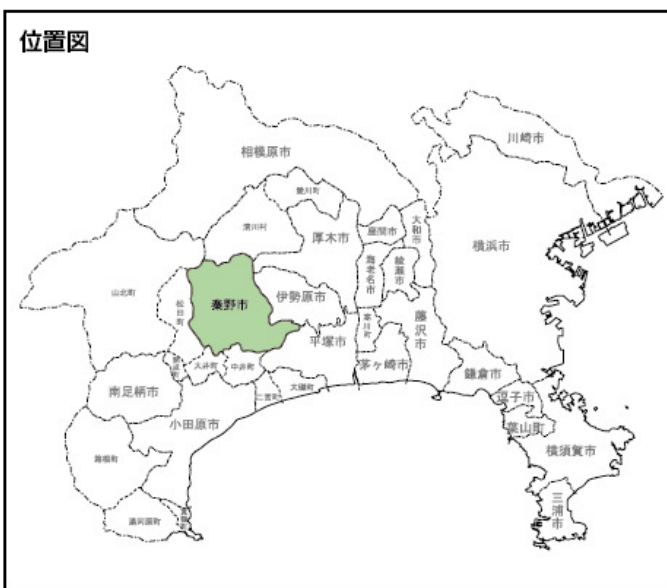 位置図
川崎市
相模原市
愛川町
清川村
厚木市
座間市
大和市
横浜市
海老名市
綾瀬市
山北町
松田町
秦野市
伊勢原市
寒川町
藤沢市
平塚市
茅ヶ崎市
鎌倉市
逗子市
葉山町
横須賀市
三浦市
開成町
大井町
中井町
二宮町
大磯町
南足柄市
小田原市
箱根町
湯河原町